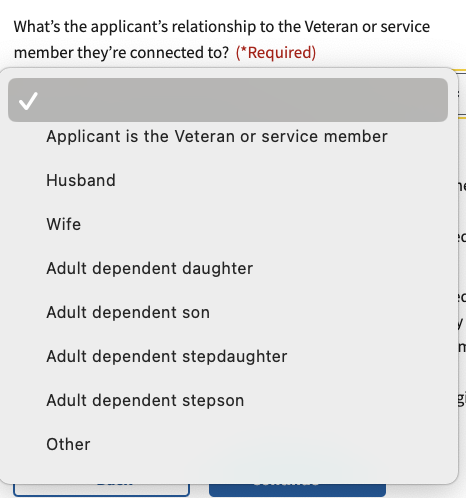 What's the applicant's relationship to the Veteran or service
member they're connected to? (*Required)
Applicant is the Veteran or service member
Husband
Wife
Adult dependent daughter
Adult dependent son
Adult dependent stepdaughter
Adult dependent stepson
Other